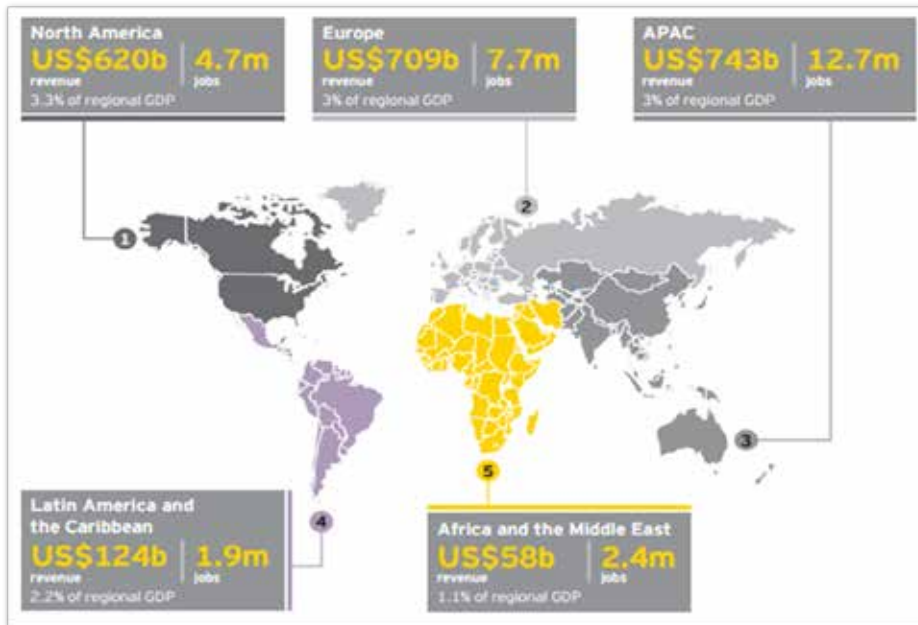 North America
US$620b 4.7m
revenue jobs
3.3% of regional GDP
Europe
US$709b 7.7m
revenue jobs
3% of regional GDP
APAC
US$743b 12.7m
revenue jobs
3% of regional GDP
1
2
3
4
5
Latin America and
the Caribbean
US$124b 1.9m
revenue jobs
2.2% of regional GDP
Africa and the Middle East
US$58b 2.4m
revenue jobs
1.1% of regional GDP